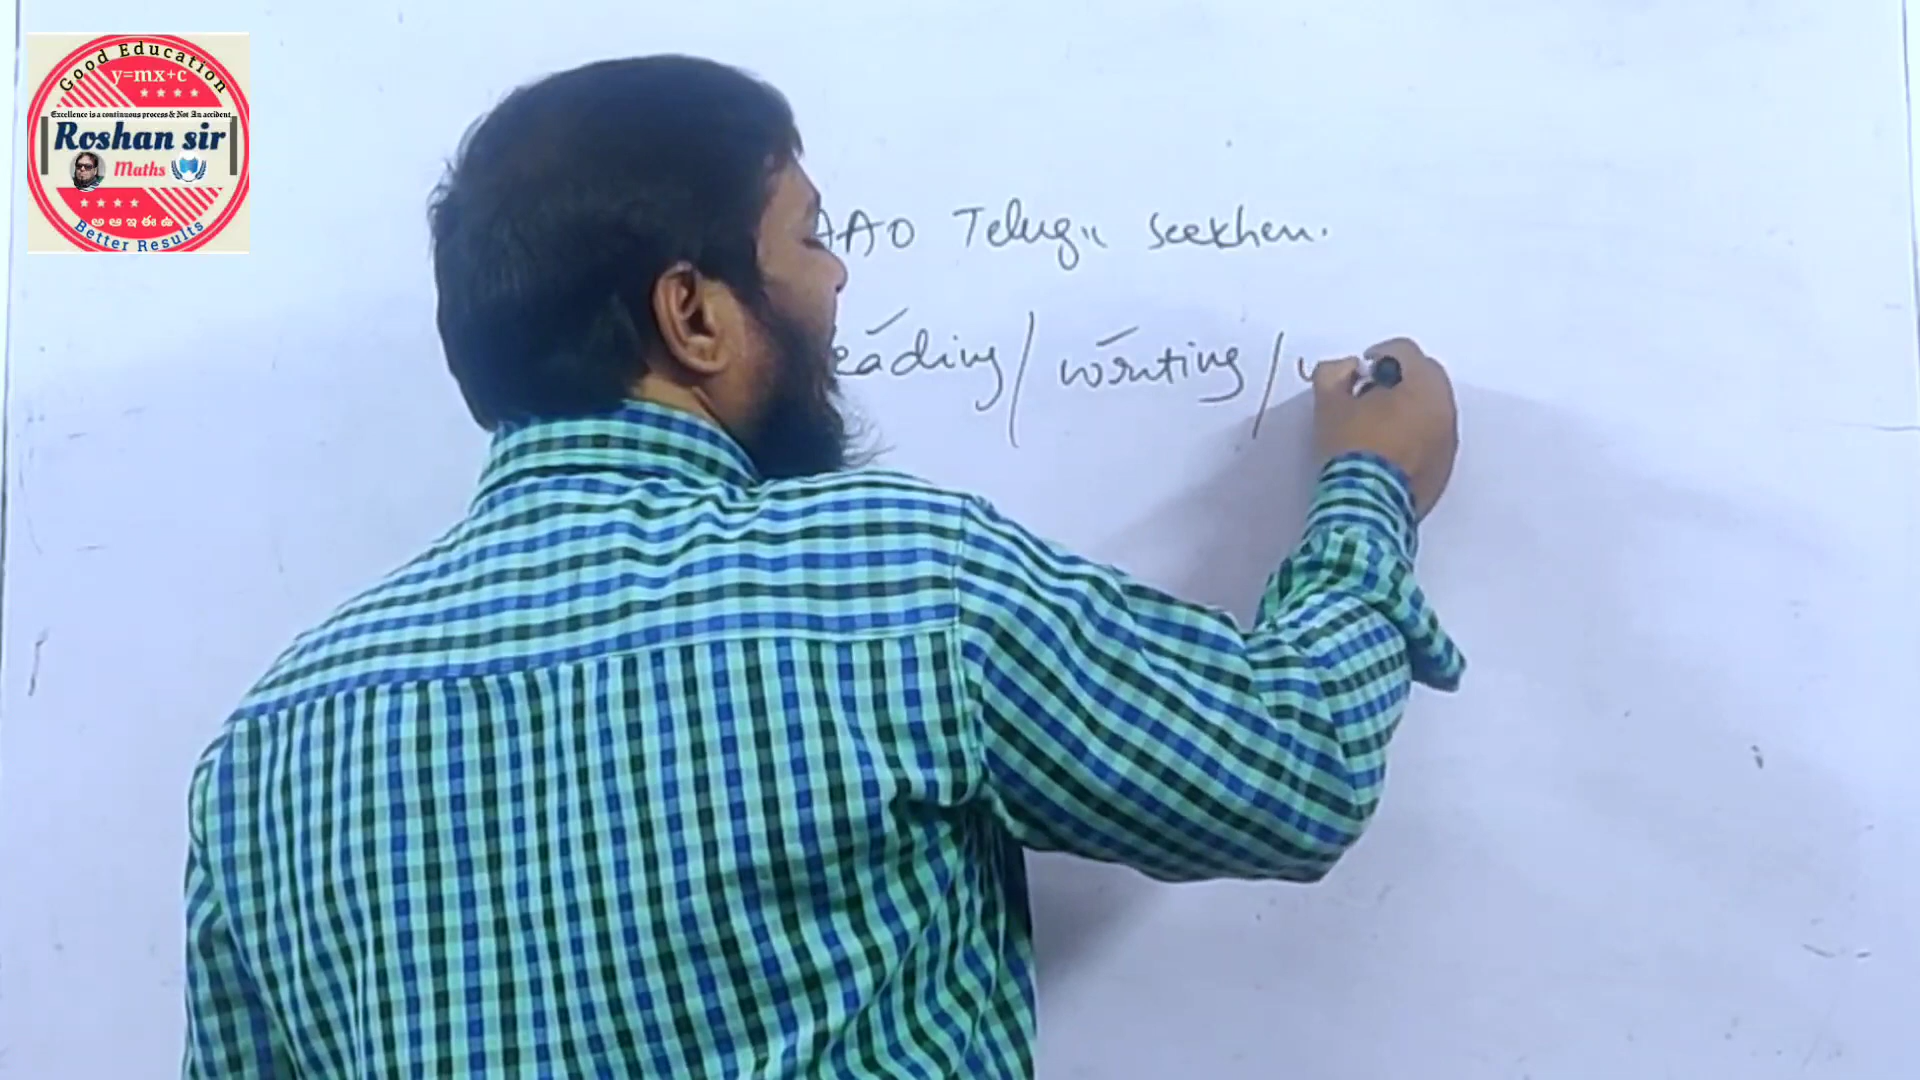 Good Education
y=mx+c
Excellence is a continuous process & Not An accident
Roshan sir
Maths
అ ఆ ఇ ఈ ఉ
Better Results
AAO Telugu seekhen.
eading / writing /